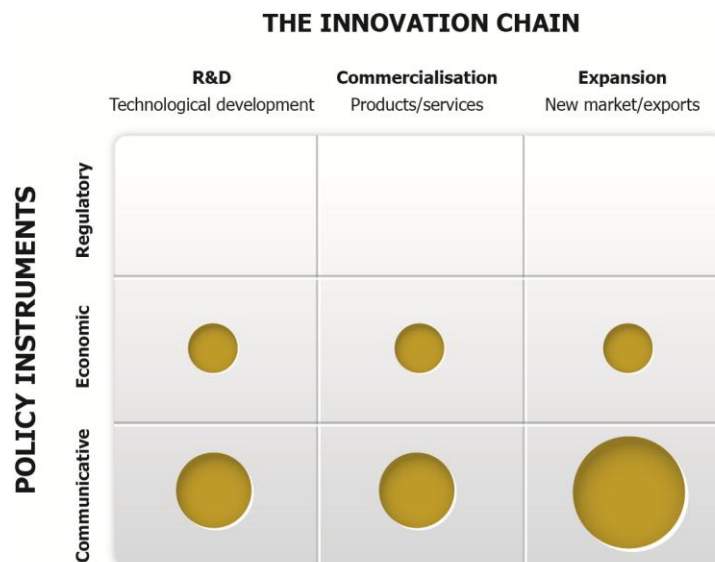 THE INNOVATION CHAIN
R&D
Technological development
Commercialisation
Products/services
Expansion
New market/exports
POLICY INSTRUMENTS
Regulatory
Economic
Communicative